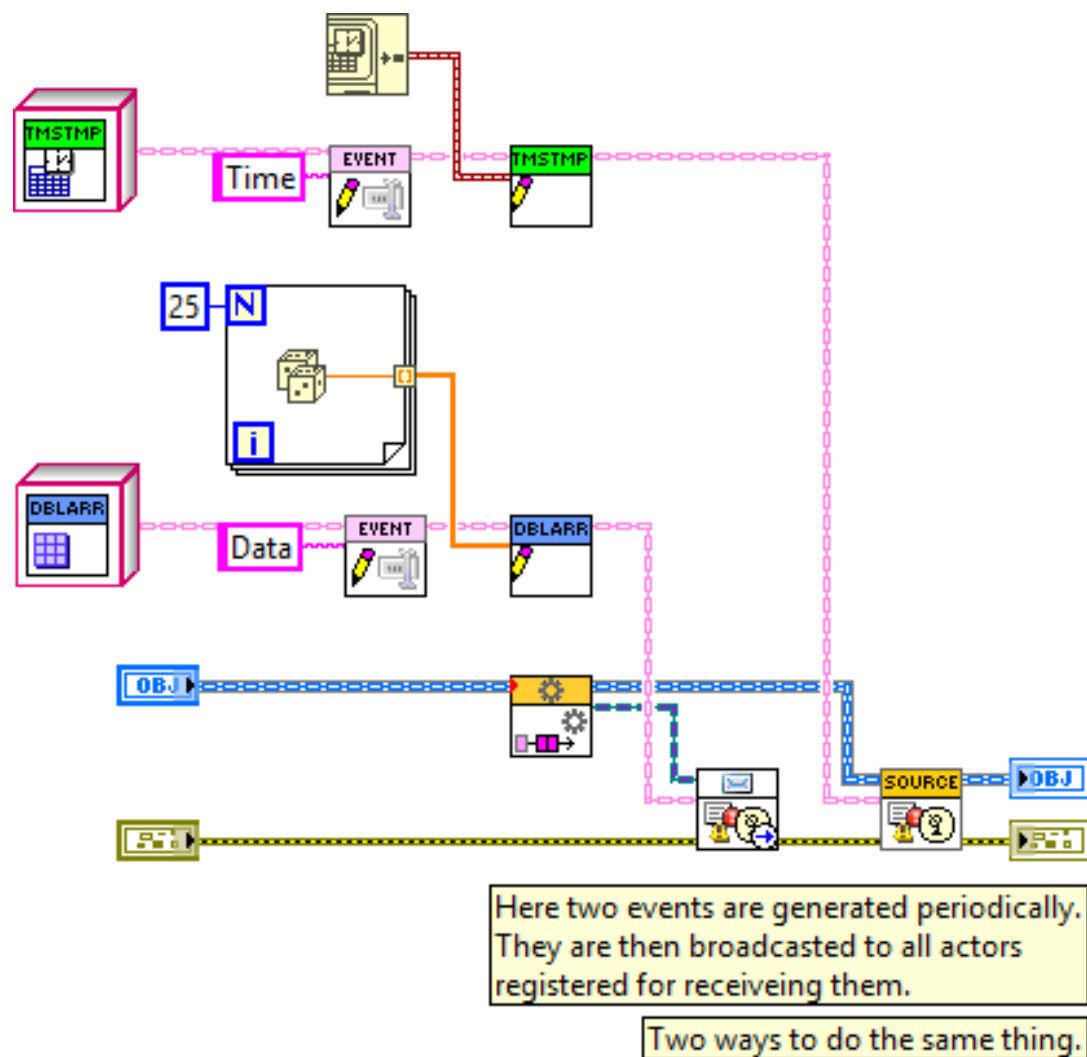 TMSTMP
Time
EVENT
TMSTMP
25
N
i
DBLARR
Data
EVENT
DBLARR
OBJ
SOURCE
OBJ
Here two events are generated periodically.
They are then broadcasted to all actors
registered for receiveing them.
Two ways to do the same thing.